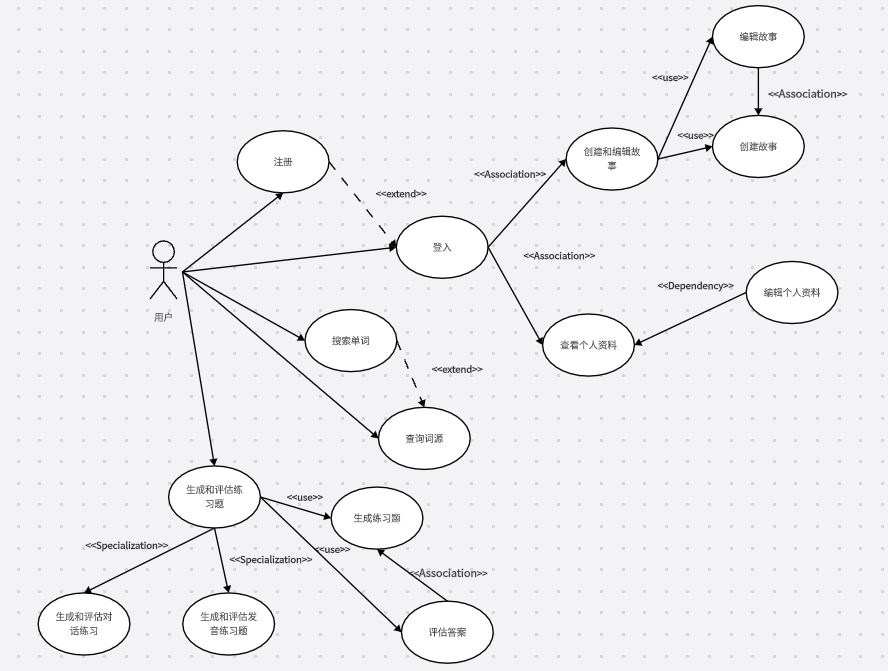 编辑故事
<<use>>
<<Association>>
<<use>>
创建故事
创建和编辑故
事
注册
<<Association>>
<<extend>>
登入
<<Association>>
用户
<<Dependency>>
编辑个人资料
搜索单词
查看个人资料
<<extend>>
查询词源
生成和评估练
习题
<<use>>
生成练习题
<<Specialization>>
<<Specialization>>
<<use>>
<<Association>>
生成和评估对
话练习
生成和评估发
音练习题
评估答案